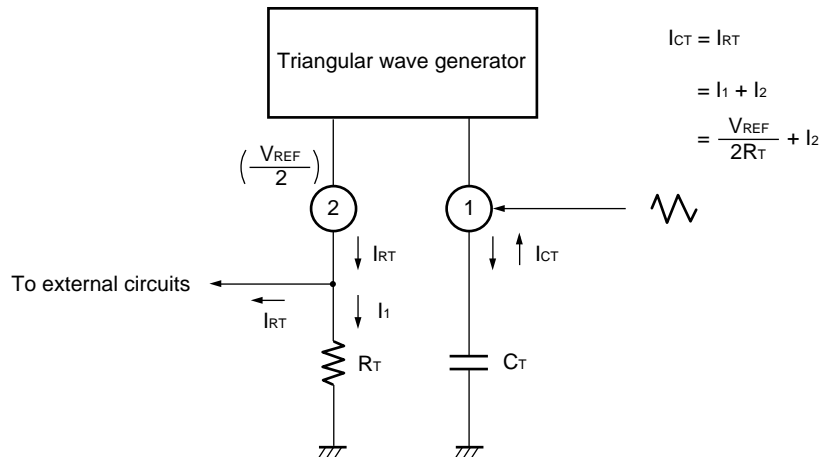 Triangular wave generator
ICT = IRT
= I1 + I2
= VREF / 2RT + I2
(VREF / 2)
2
1
IRT
ICT
To external circuits
IRT
I1
RT
CT